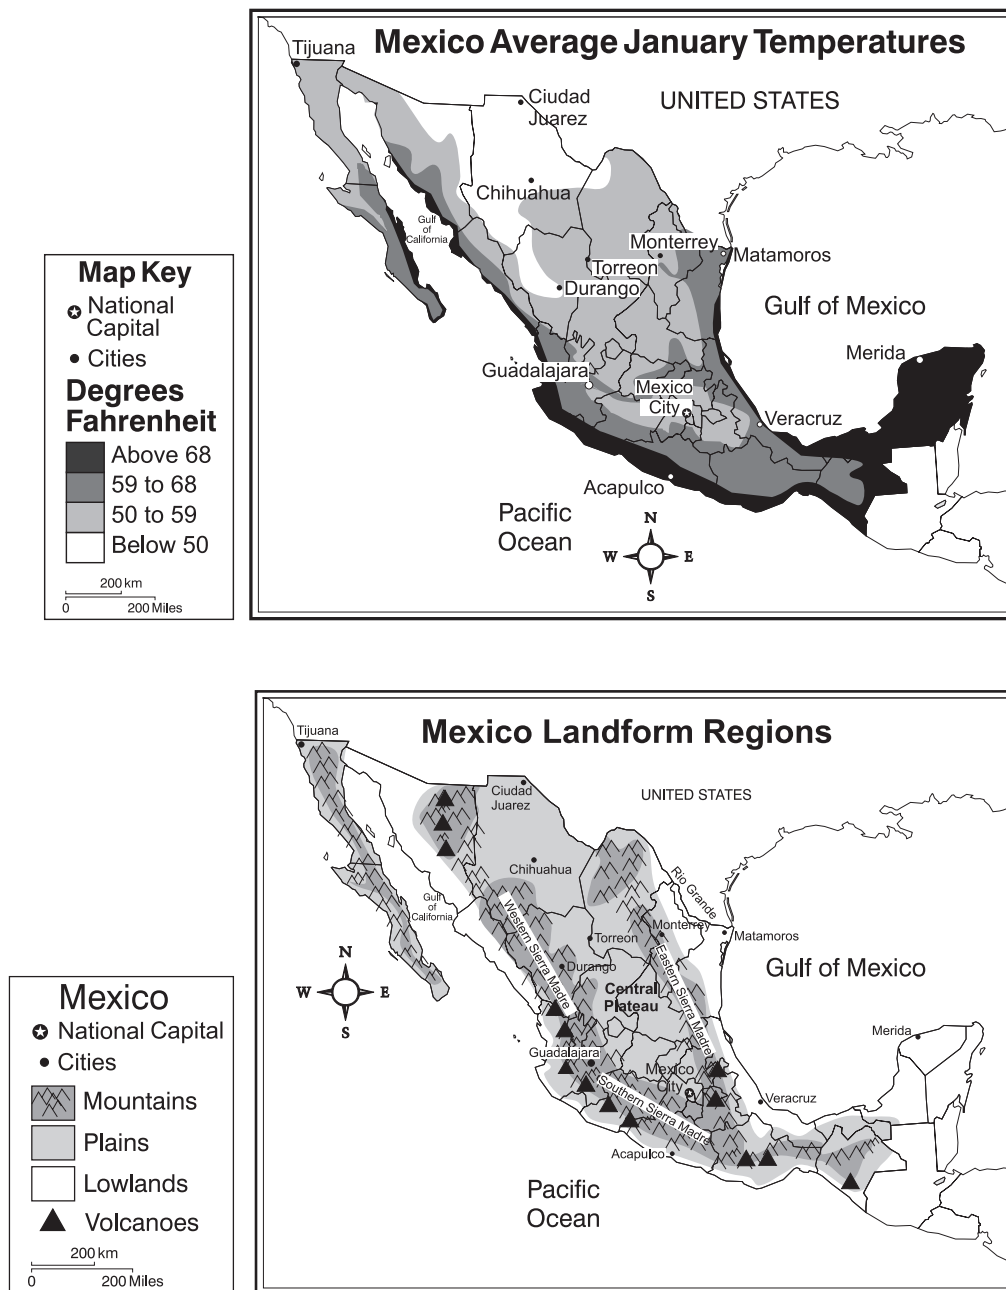 Mexico Average January Temperatures
Tijuana
Ciudad
Juarez
UNITED STATES
Chihuahua
Gulf
of
California
Monterrey
Matamoros
Torreon
Durango
Gulf of Mexico
Merida
Guadalajara
Mexico
City
Veracruz
Acapulco
Pacific
Ocean
N
W E
S
Map Key
National
Capital
Cities
Degrees
Fahrenheit
Above 68
59 to 68
50 to 59
Below 50
200 km
0 200 Miles
Mexico Landform Regions
Tijuana
Ciudad
Juarez
UNITED STATES
Chihuahua
Rio Grande
Gulf
of
California
Western Sierra Madre
Monterrey
Matamoros
Torreon
Durango
Eastern Sierra Madre
Central
Plateau
Gulf of Mexico
N
W E
S
Merida
Guadalajara
Mexico
City
Southern Sierra Madre
Veracruz
Acapulco
Pacific
Ocean
Mexico
National Capital
Cities
Mountains
Plains
Lowlands
Volcanoes
200 km
0 200 Miles